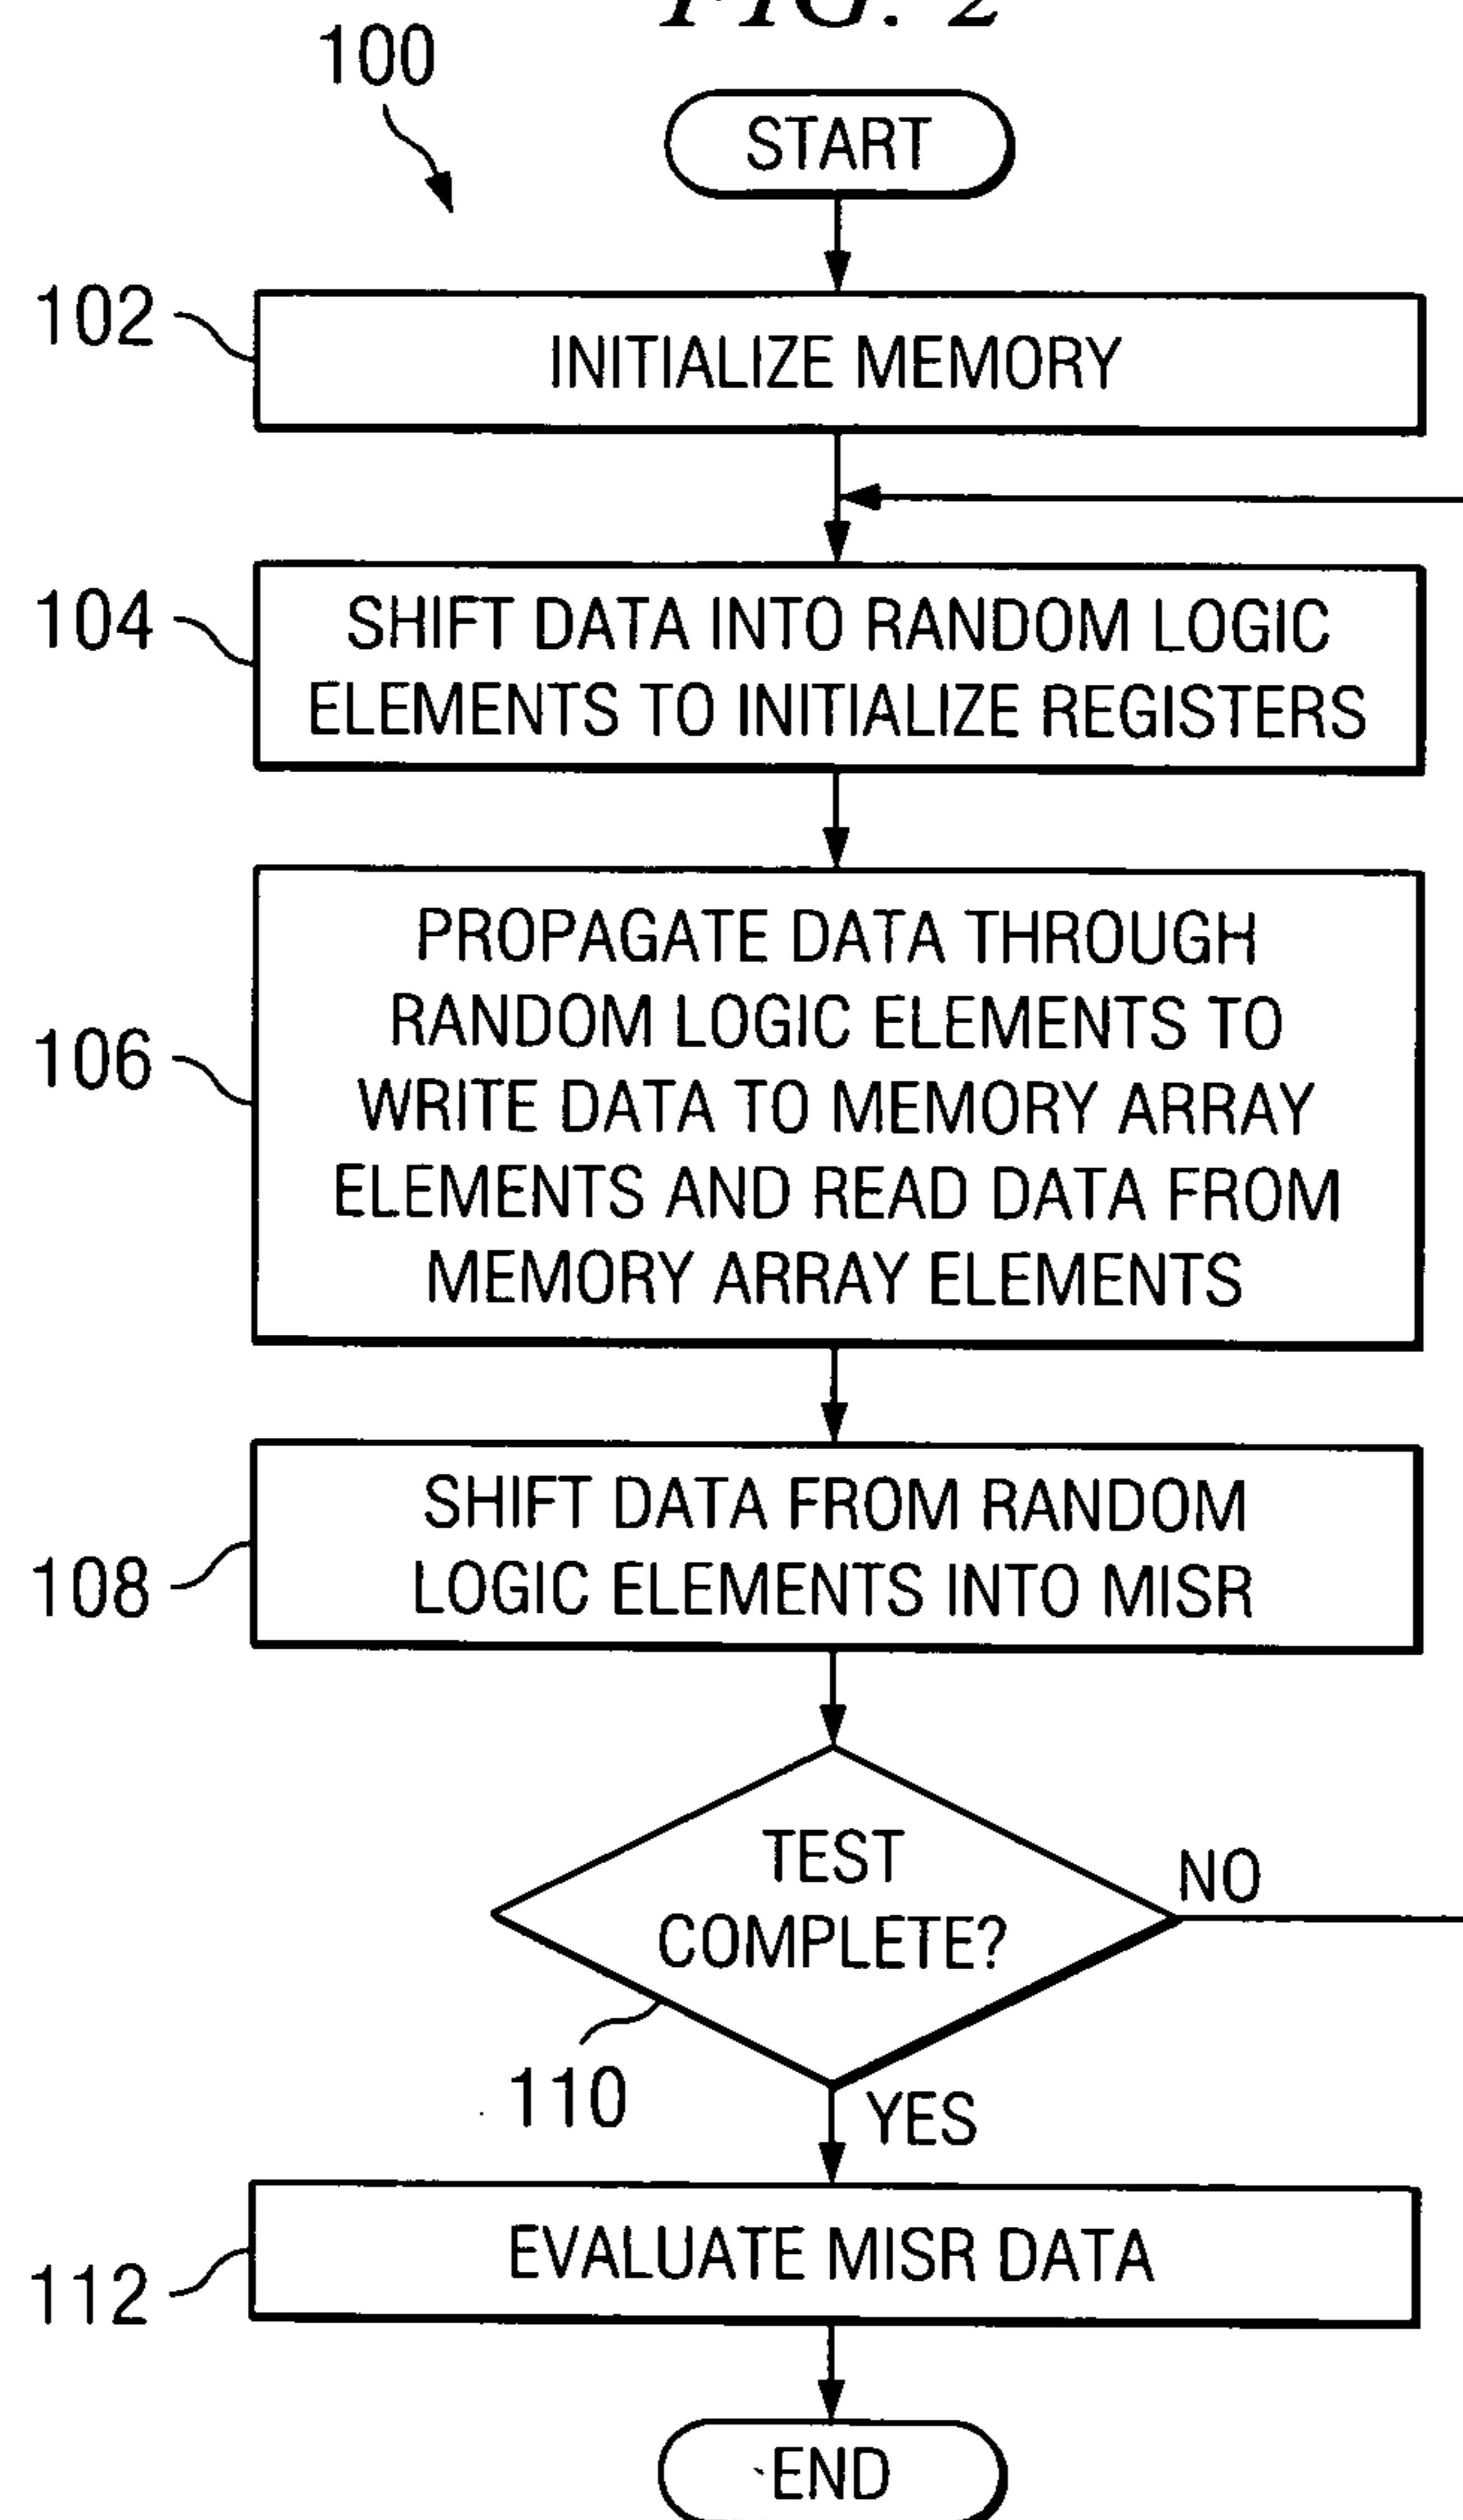 FIG. 2
100
START
102
INITIALIZE MEMORY
104
SHIFT DATA INTO RANDOM LOGIC
ELEMENTS TO INITIALIZE REGISTERS
106
PROPAGATE DATA THROUGH
RANDOM LOGIC ELEMENTS TO
WRITE DATA TO MEMORY ARRAY
ELEMENTS AND READ DATA FROM
MEMORY ARRAY ELEMENTS
108
SHIFT DATA FROM RANDOM
LOGIC ELEMENTS INTO MISR
TEST
COMPLETE?
NO
110
YES
112
EVALUATE MISR DATA
END